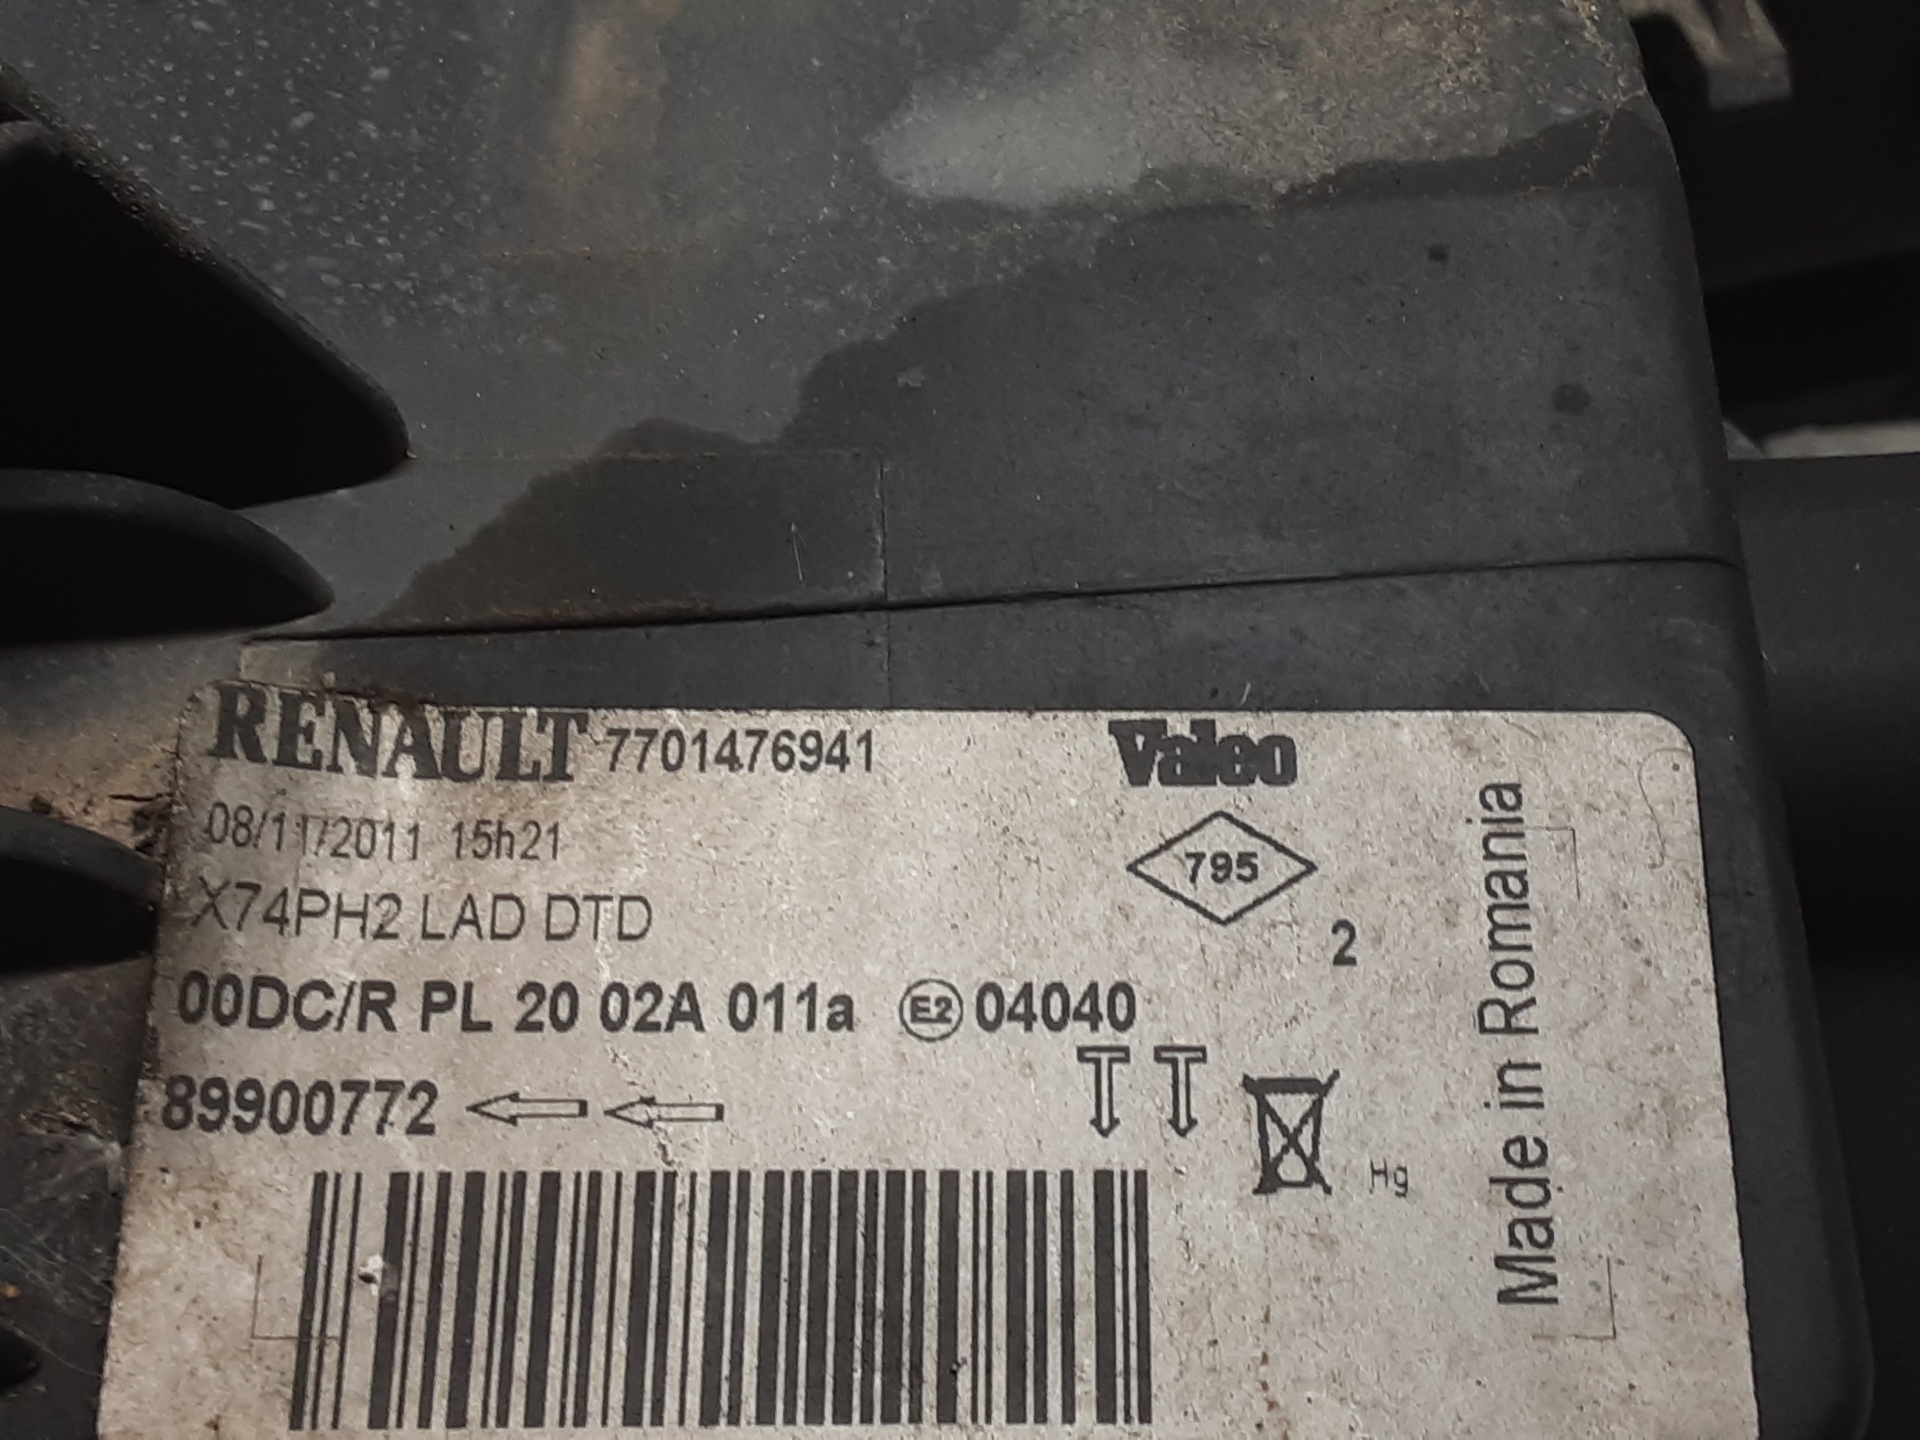 RENAULT 7701476941 Valeo
08/11/2011 15h21
795
X74PH2 LAD DTD
2
00DC/R PL 20 02A 011a E2 04040
89900772
Hg
Made in Romania